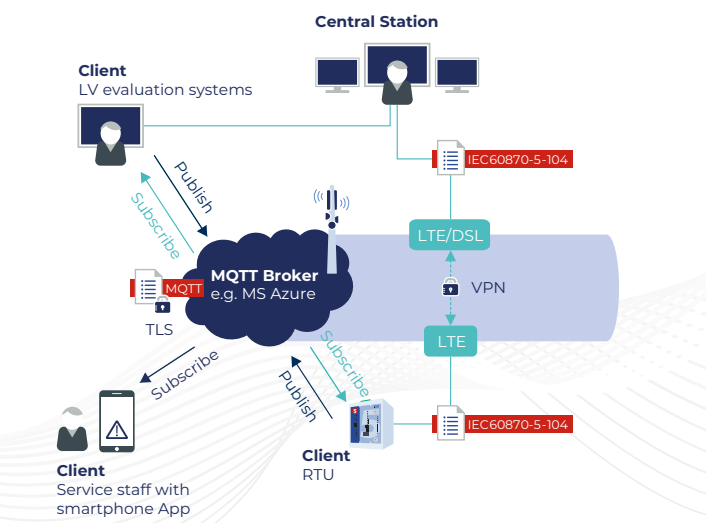 Central Station
Client
LV evaluation systems
IEC60870-5-104
Publish
Subscribe
LTE/DSL
MQTT Broker
e.g. MS Azure
MQTT
VPN
TLS
LTE
Subscribe
Subscribe
Publish
IEC60870-5-104
Client
RTU
Client
Service staff with
smartphone App